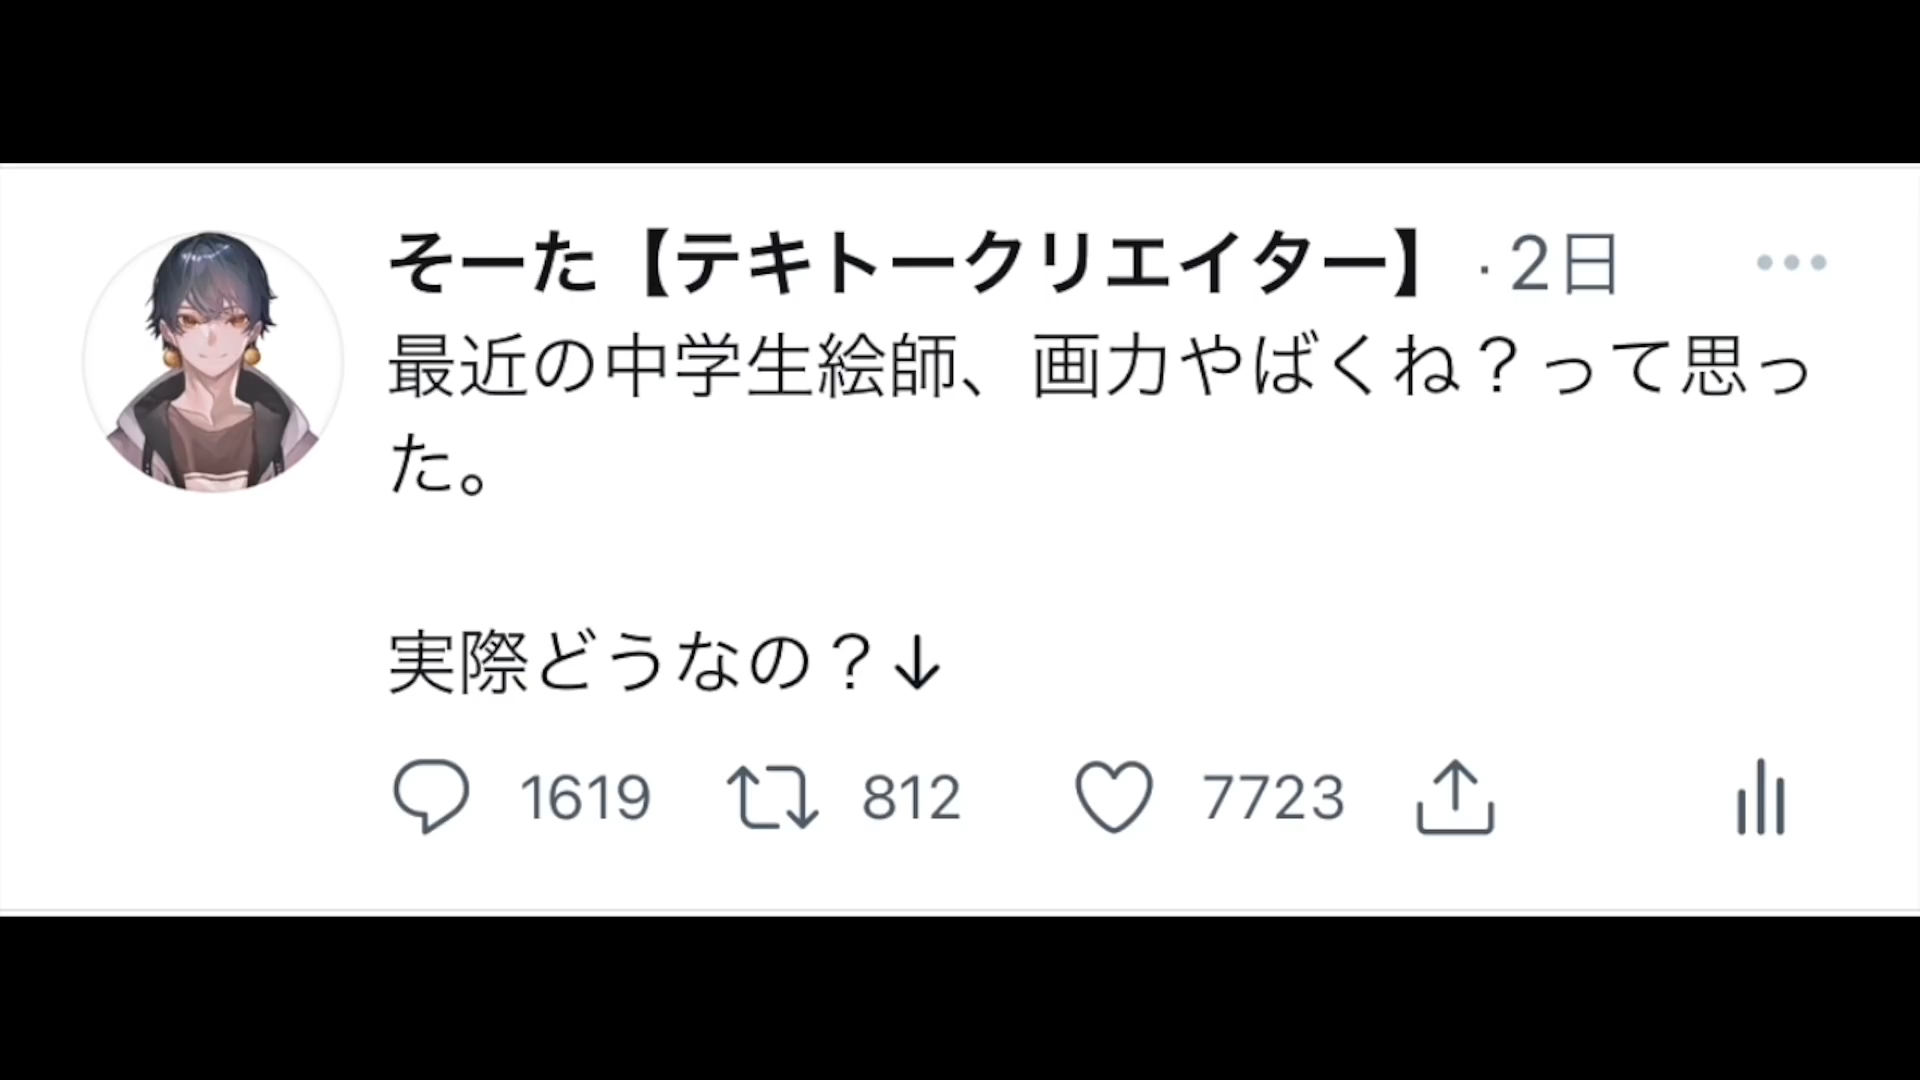 そーた【テキトークリエイター】 · 2日
最近の中学生絵師、画力やばくね？って思っ
た。
実際どうなの？↓
1619 812 7723